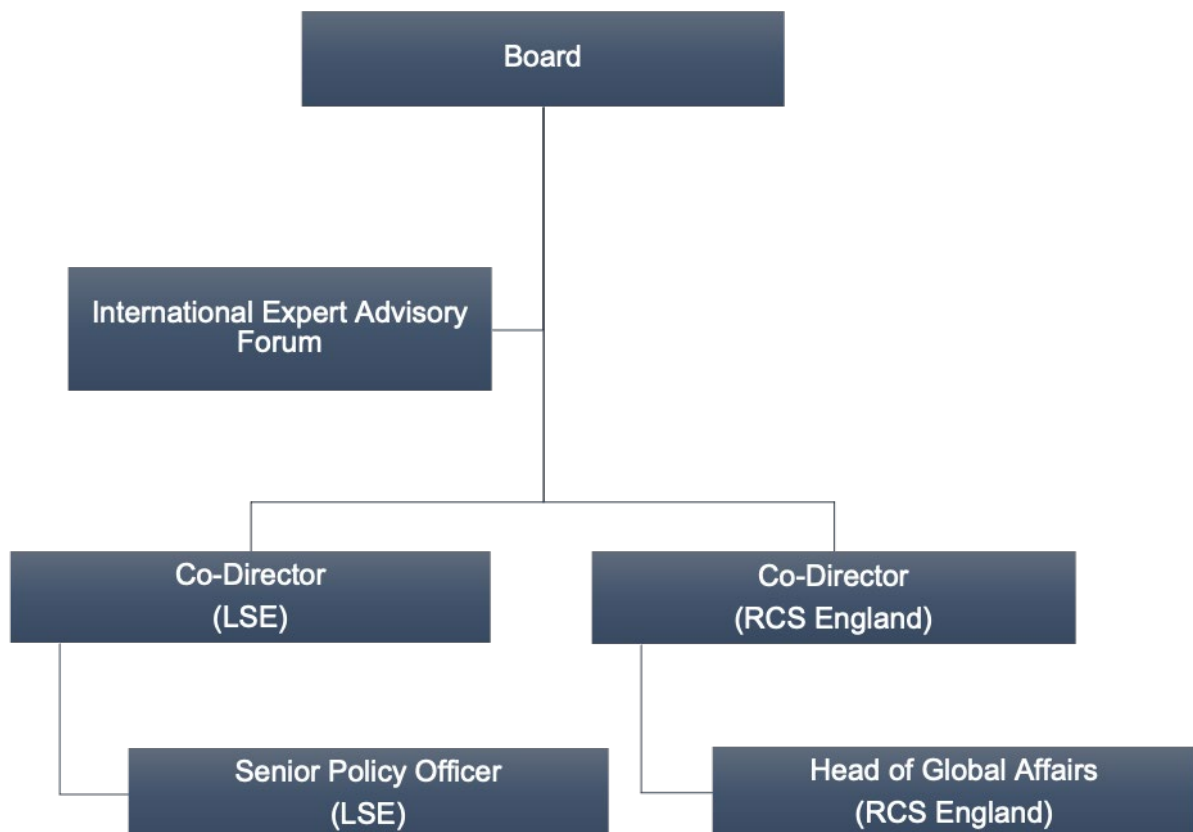 Board
International Expert Advisory
Forum
Co-Director
(LSE)
Co-Director
(RCS England)
Senior Policy Officer
(LSE)
Head of Global Affairs
(RCS England)